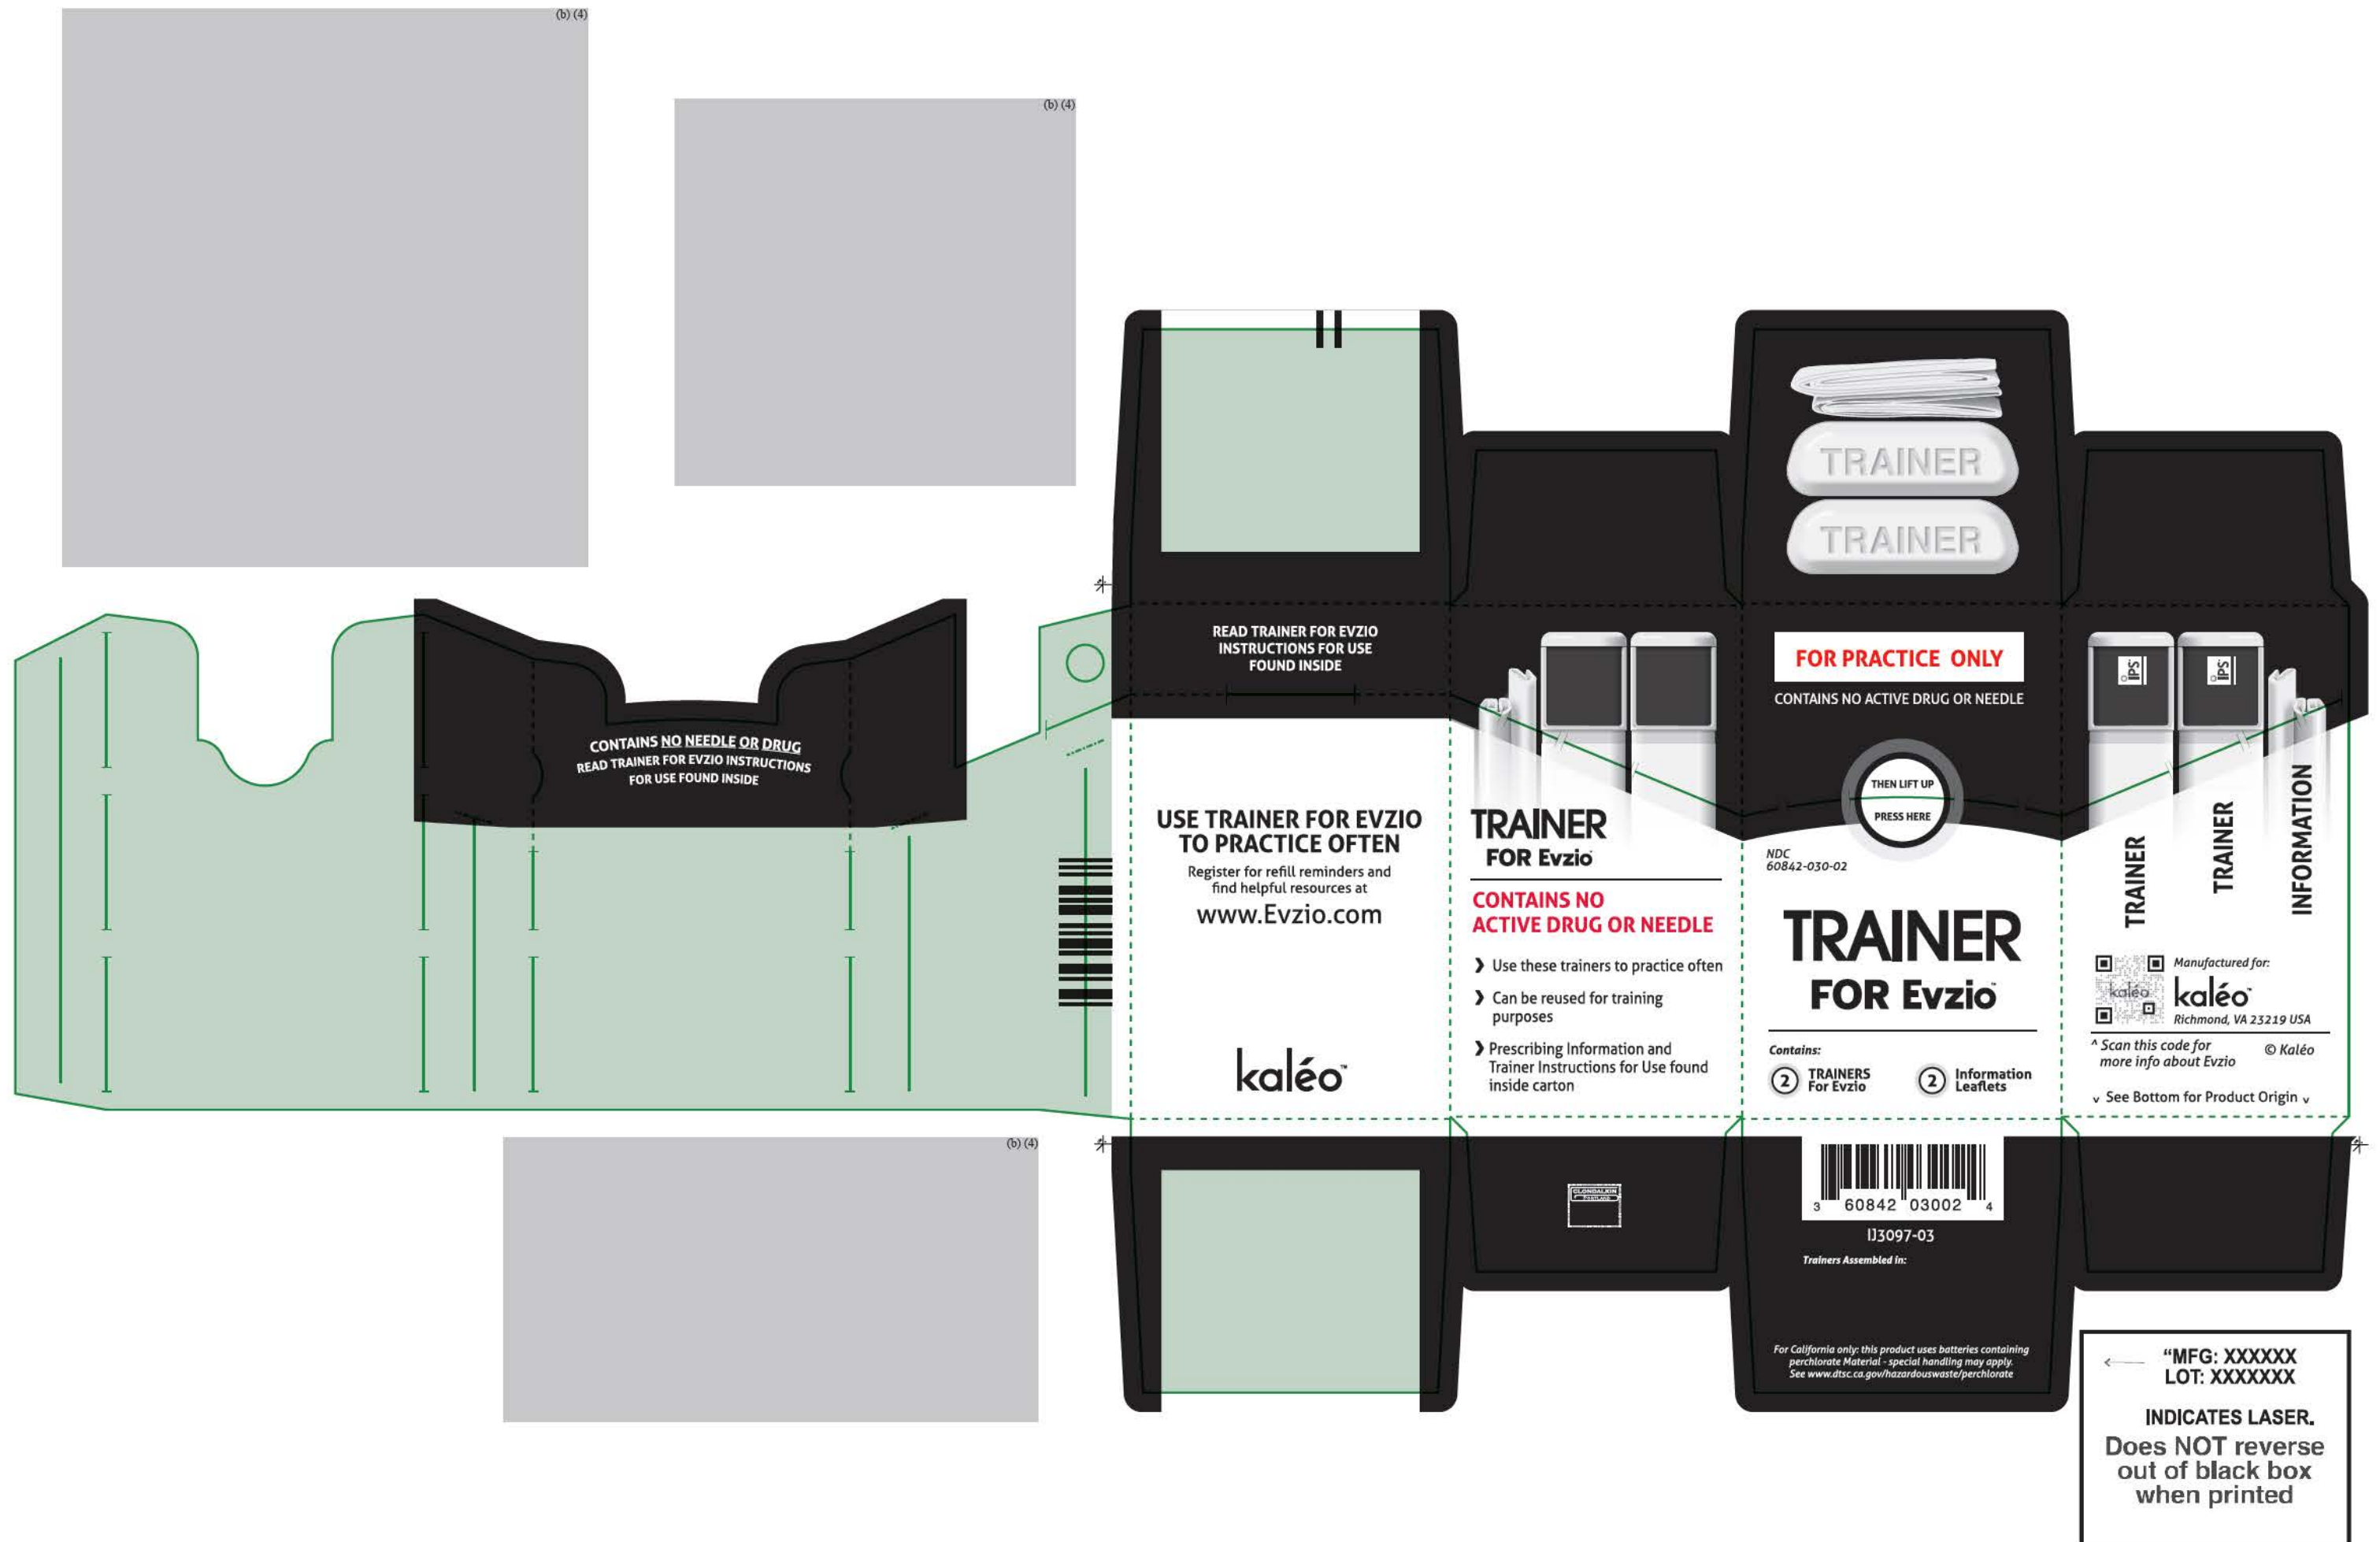 (b) (4)
(b) (4)
TRAINER
TRAINER
READ TRAINER FOR EVZIO
INSTRUCTIONS FOR USE
FOUND INSIDE
FOR PRACTICE ONLY
CONTAINS NO ACTIVE DRUG OR NEEDLE
iPS
iPS
CONTAINS NO NEEDLE OR DRUG
READ TRAINER FOR EVZIO INSTRUCTIONS
FOR USE FOUND INSIDE
THEN LIFT UP
PRESS HERE
USE TRAINER FOR EVZIO
TO PRACTICE OFTEN
Register for refill reminders and
find helpful resources at
www.Evzio.com
kaléo™
TRAINER
FOR Evzio
CONTAINS NO
ACTIVE DRUG OR NEEDLE
❯ Use these trainers to practice often
❯ Can be reused for training
purposes
❯ Prescribing Information and
Trainer Instructions for Use found
inside carton
NDC
60842-030-02
TRAINER
FOR Evzio™
Contains:
2 TRAINERS
For Evzio
2 Information
Leaflets
TRAINER
TRAINER
INFORMATION
kaléo
Manufactured for:
kaléo™
Richmond, VA 23219 USA
^ Scan this code for
more info about Evzio
© Kaléo
v See Bottom for Product Origin v
(b) (4)
CLONDALKIN
3 60842 03002 4
IJ3097-03
Trainers Assembled in:
For California only: this product uses batteries containing
perchlorate Material - special handling may apply.
See www.dtsc.ca.gov/hazardouswaste/perchlorate
“MFG: XXXXXX
LOT: XXXXXXX
INDICATES LASER.
Does NOT reverse
out of black box
when printed